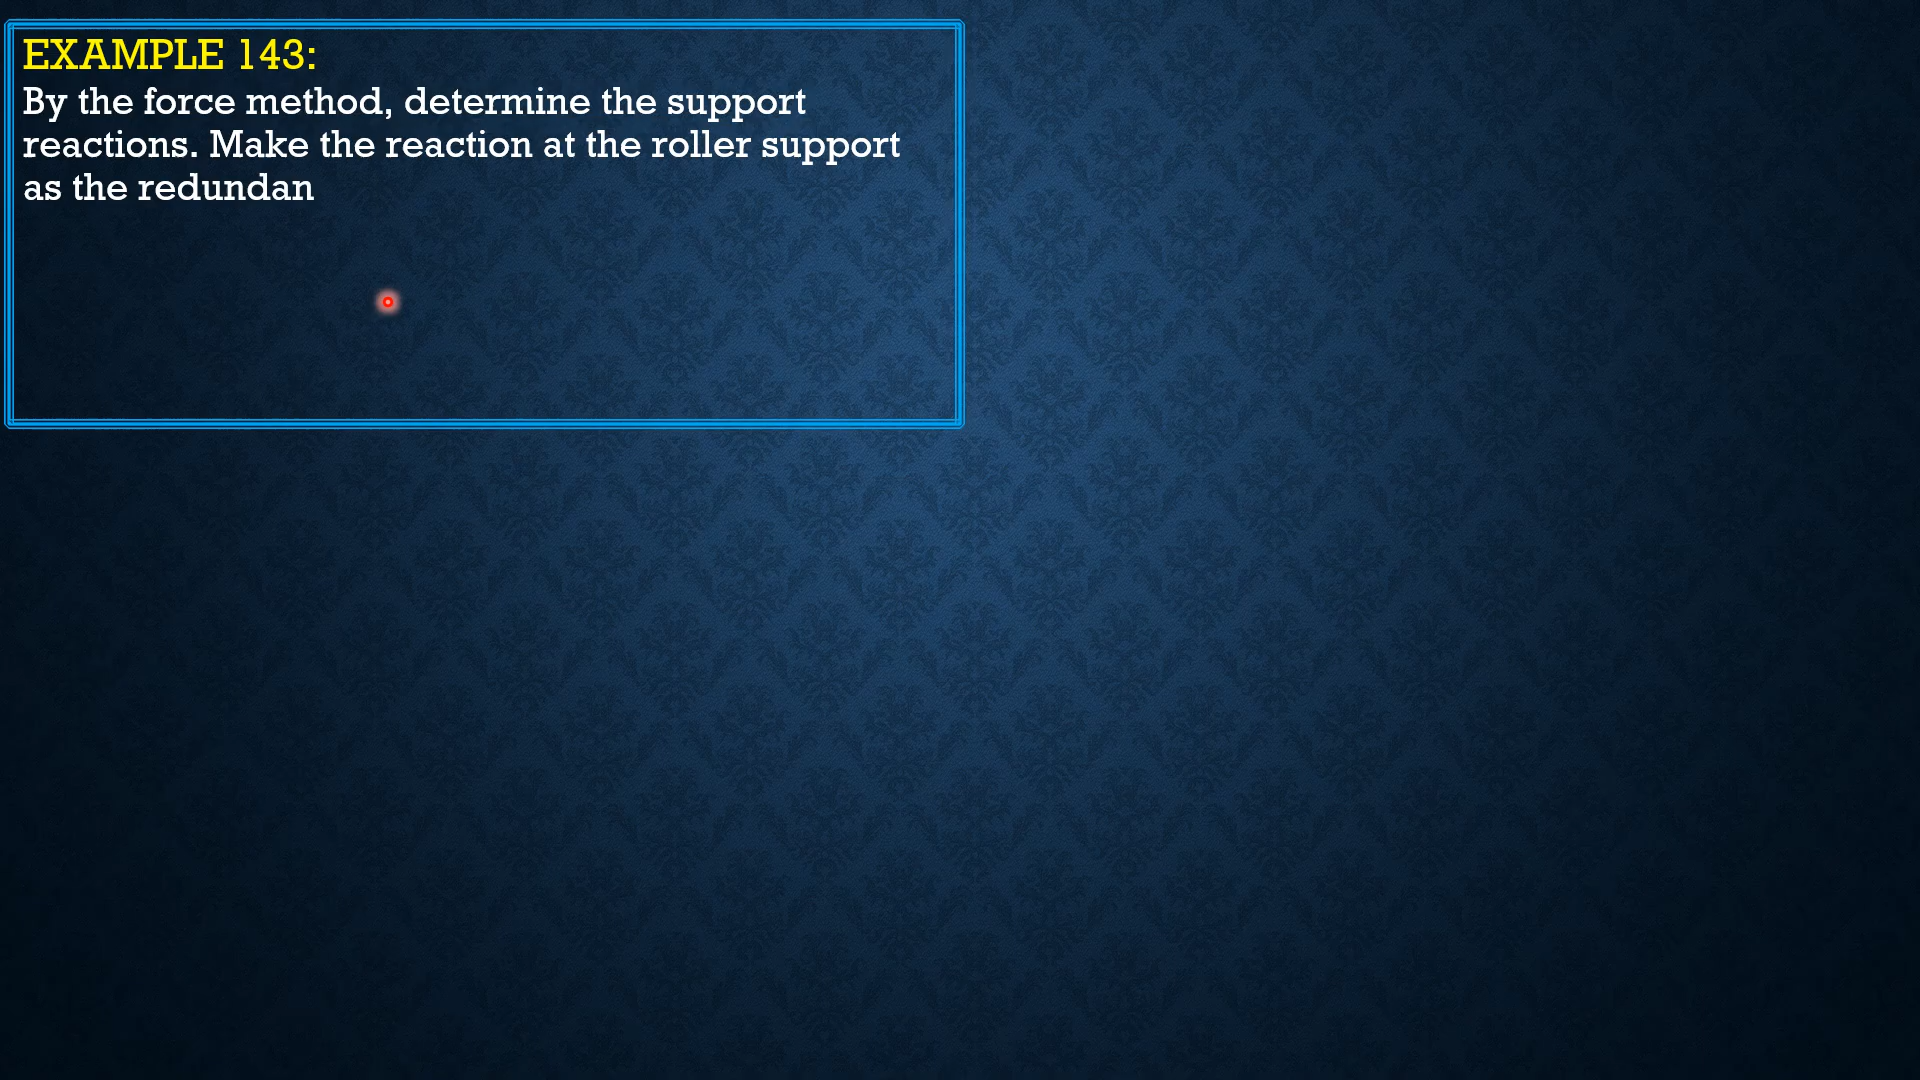 EXAMPLE 143:
By the force method, determine the support
reactions. Make the reaction at the roller support
as the redundan